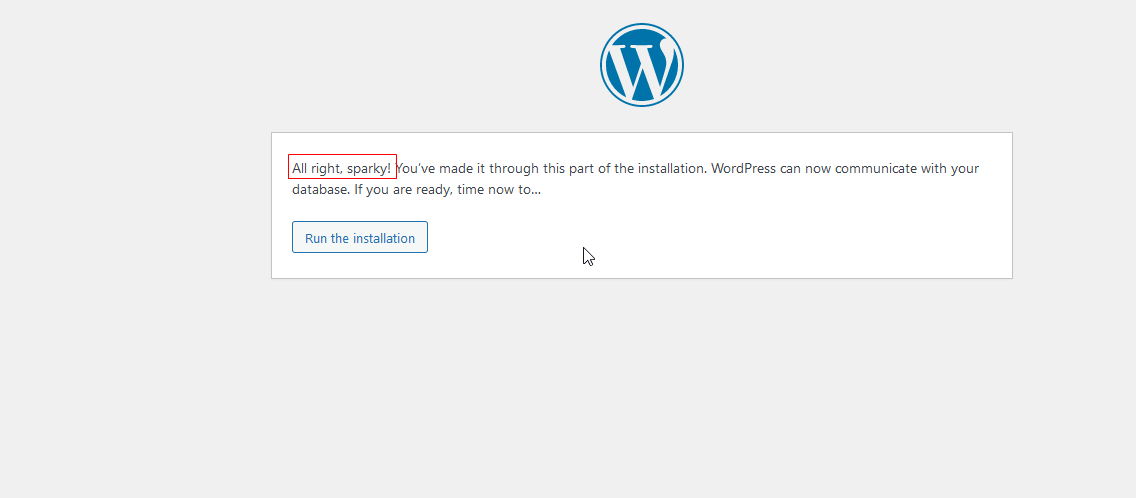 All right, sparky! You’ve made it through this part of the installation. WordPress can now communicate with your
database. If you are ready, time now to…
Run the installation